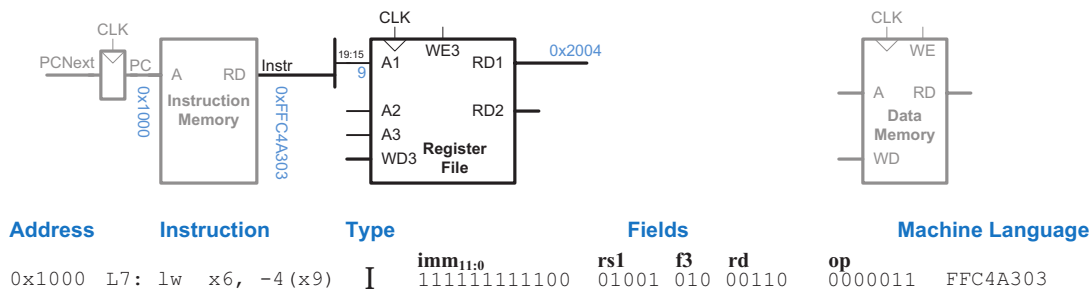 CLK CLK CLK
PCNext PC A RD Instr 19:15 A1 WE3 RD1 0x2004 WE
9
Instruction Memory A2 RD2 A RD
0x1000 0xFFC4A303 A3 Data Memory
WD3 Register File WD
Address Instruction Type Fields Machine Language
imm11:0 rs1 f3 rd op
0x1000 L7: lw x6, -4(x9) I 111111111100 01001 010 00110 0000011 FFC4A303